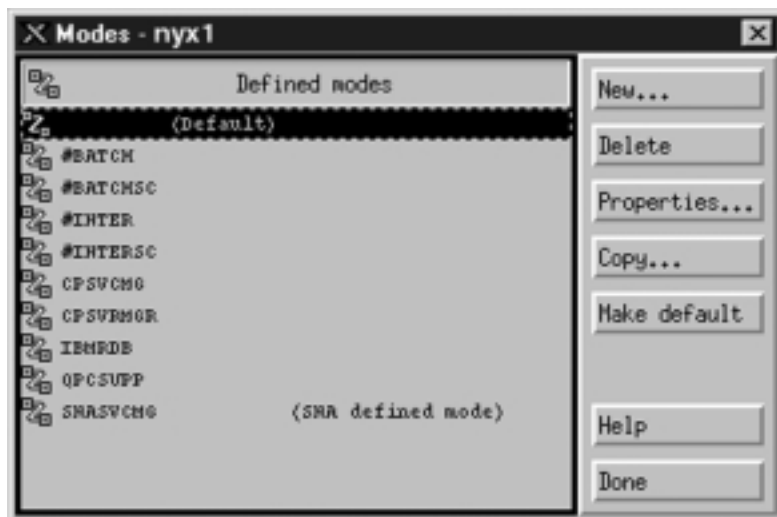 Modes - nyx1
Defined modes
(Default)
#BATCH
#BATCHSC
#INTER
#INTERSC
CPSVCMG
CPSVRMGR
IBMRDB
QPCSUPP
SNASVCMG (SNA defined mode)
New...
Delete
Properties...
Copy...
Make default
Help
Done